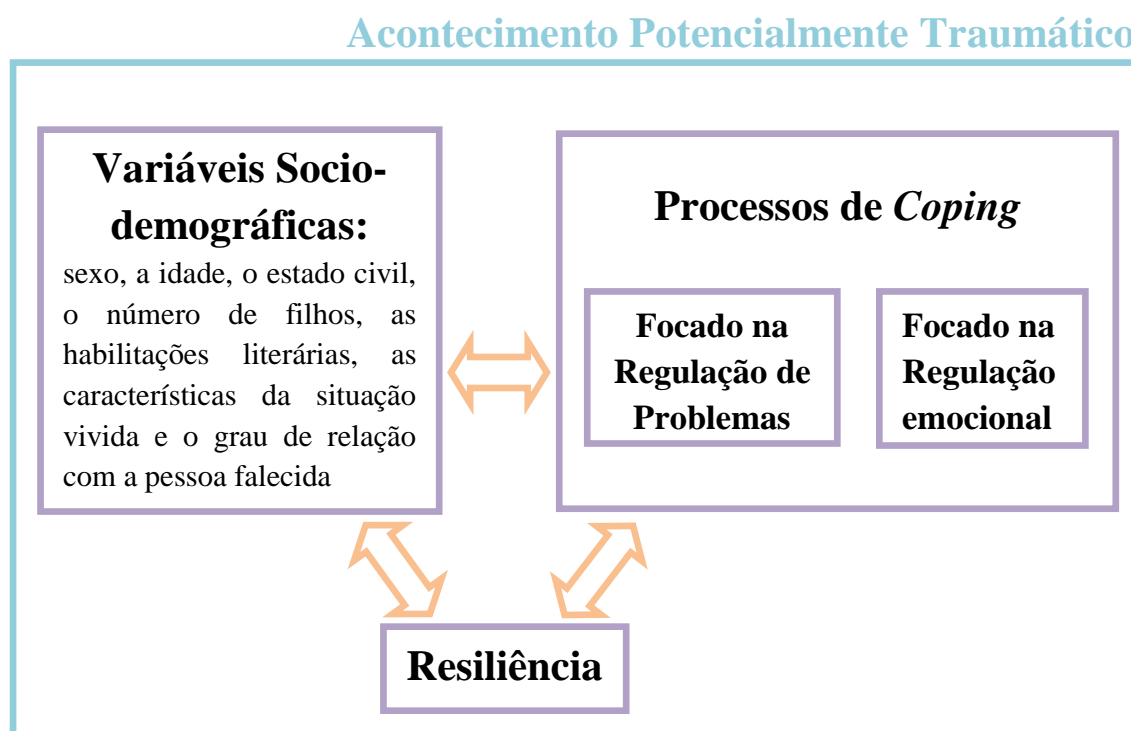 Acontecimento Potencialmente Traumático
Variáveis Socio-
demográficas:
sexo, a idade, o estado civil,
o número de filhos, as
habilitações literárias, as
características da situação
vivida e o grau de relação
com a pessoa falecida
Processos de Coping
Focado na
Regulação de
Problemas
Focado na
Regulação
emocional
Resiliência